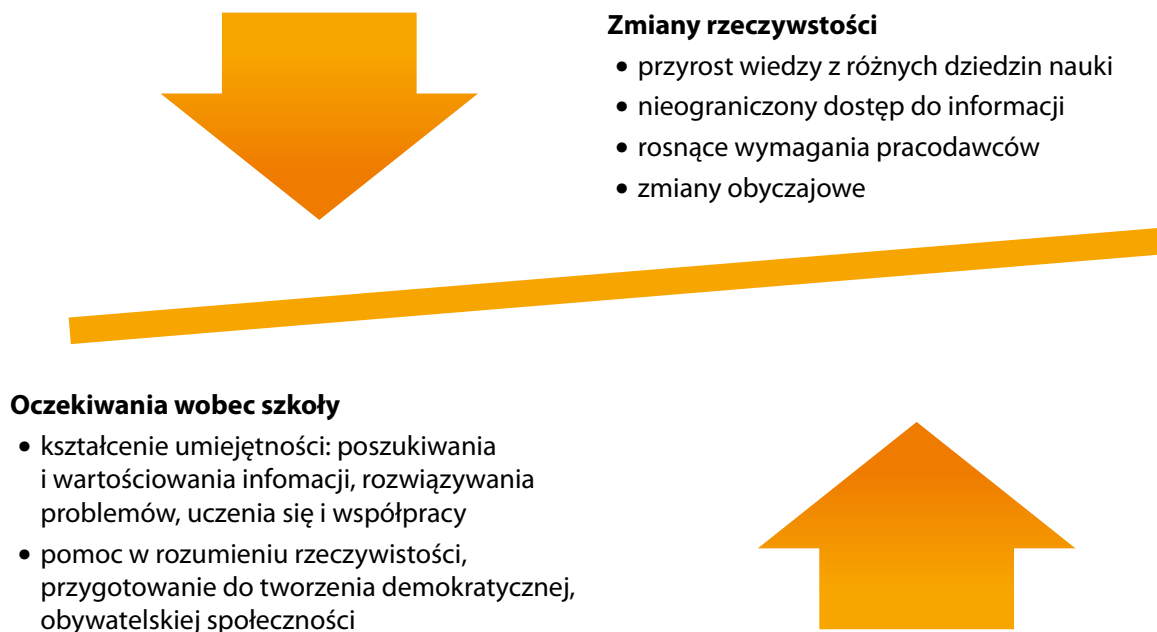 Zmiany rzeczywstości
• przyrost wiedzy z różnych dziedzin nauki
• nieograniczony dostęp do informacji
• rosnące wymagania pracodawców
• zmiany obyczajowe
Oczekiwania wobec szkoły
• kształcenie umiejętności: poszukiwania
i wartościowania infomacji, rozwiązywania
problemów, uczenia się i współpracy
• pomoc w rozumieniu rzeczywistości,
przygotowanie do tworzenia demokratycznej,
obywatelskiej społeczności